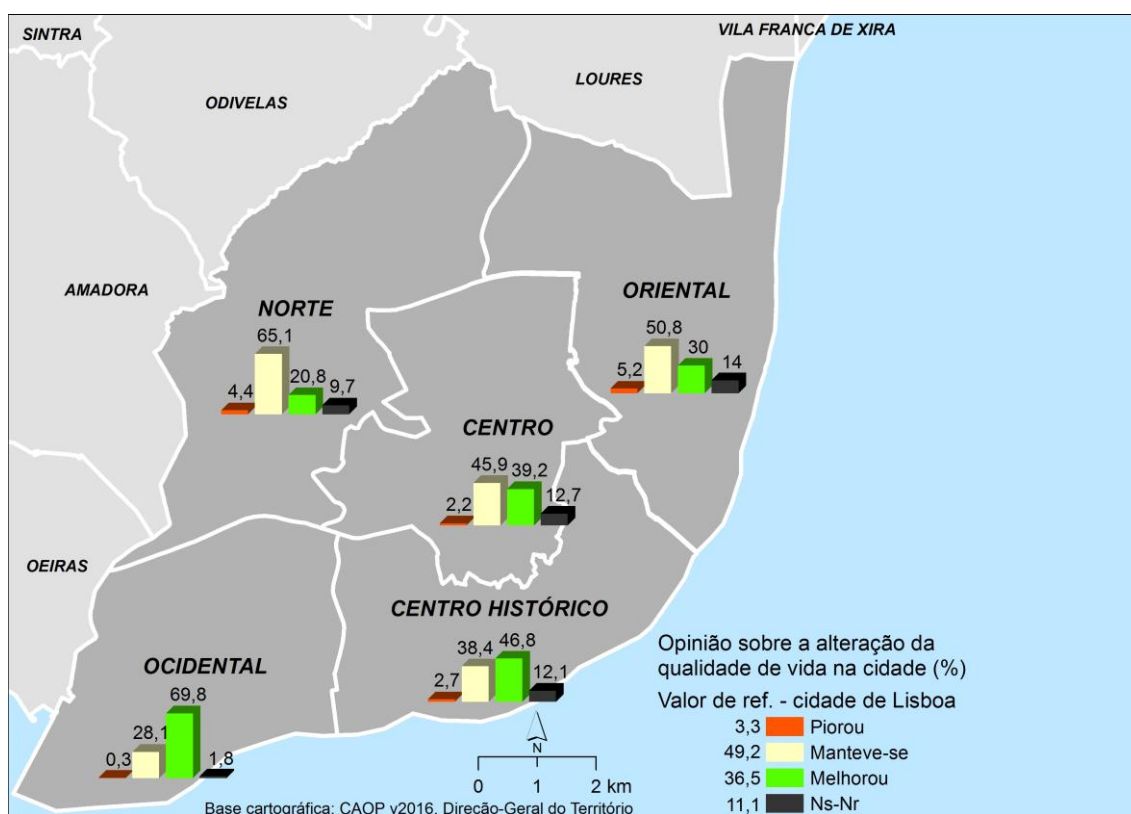 SINTRA
VILA FRANCA DE XIRA
LOURES
ODIVELAS
AMADORA
OEIRAS
NORTE
65,1
4,4
20,8
9,7
ORIENTAL
50,8
5,2
30
14
CENTRO
45,9
39,2
2,2
12,7
CENTRO HISTÓRICO
46,8
38,4
2,7
12,1
OCIDENTAL
69,8
28,1
0,3
1,8
N
0 1 2 km
Base cartográfica: CAOP v2016, Direção-Geral do Território
Opinião sobre a alteração da
qualidade de vida na cidade (%)
Valor de ref. - cidade de Lisboa
3,3 Piorou
49,2 Manteve-se
36,5 Melhorou
11,1 Ns-Nr